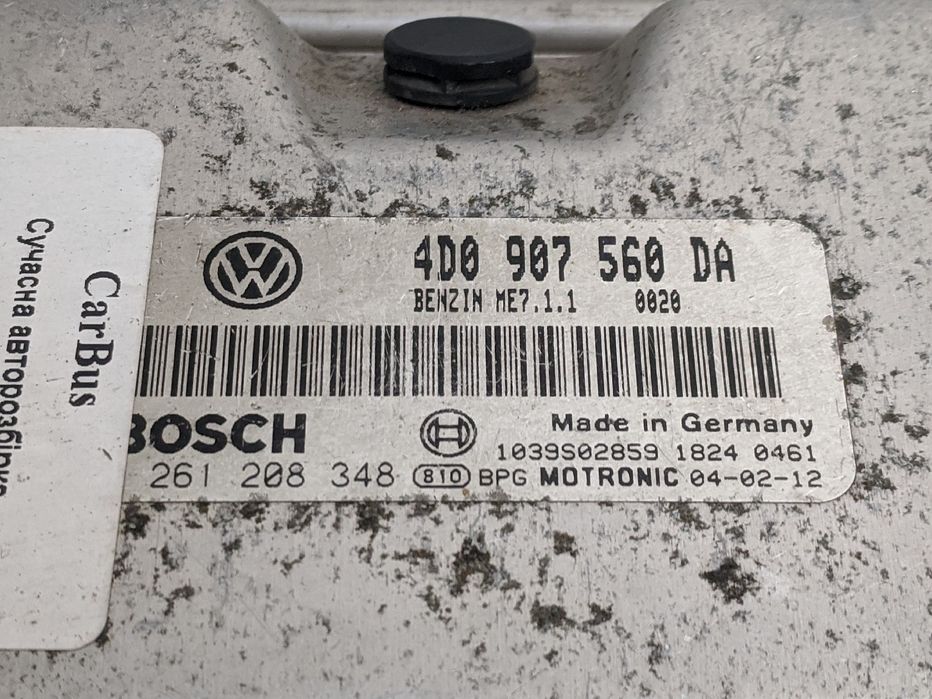 4D0 907 560 DA
BENZIN ME7.1.1 0020
BOSCH
Made in Germany
1039S02859 1824 0461
261 208 348 810 BPG MOTRONIC 04-02-12
CarBus
Сучасна авторозбірка